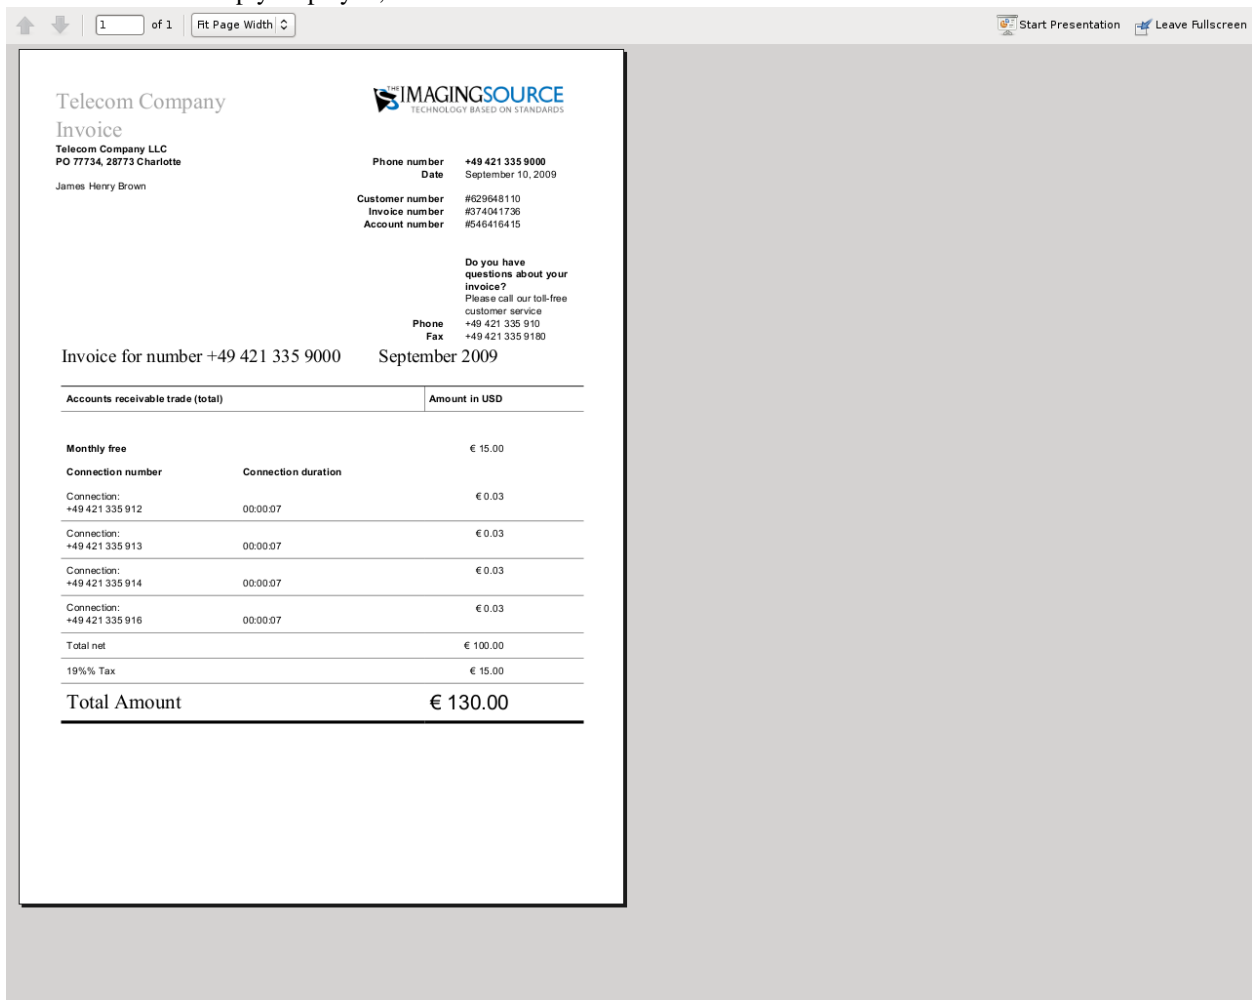 1 of 1 Fit Page Width Start Presentation Leave Fullscreen
Telecom Company
Invoice
THE IMAGINGSOURCE
TECHNOLOGY BASED ON STANDARDS
Telecom Company LLC
PO 77734, 28773 Charlotte
James Henry Brown
Phone number +49 421 335 9000
Date September 10, 2009
Customer number #629648110
Invoice number #374041736
Account number #546416415
Do you have
questions about your
invoice?
Please call our toll-free
customer service
Phone +49 421 335 910
Fax +49 421 335 9180
Invoice for number +49 421 335 9000 September 2009
Accounts receivable trade (total) Amount in USD
Monthly free € 15.00
Connection number Connection duration
Connection: € 0.03
+49 421 335 912 00:00:07
Connection: € 0.03
+49 421 335 913 00:00:07
Connection: € 0.03
+49 421 335 914 00:00:07
Connection: € 0.03
+49 421 335 916 00:00:07
Total net € 100.00
19%% Tax € 15.00
Total Amount € 130.00